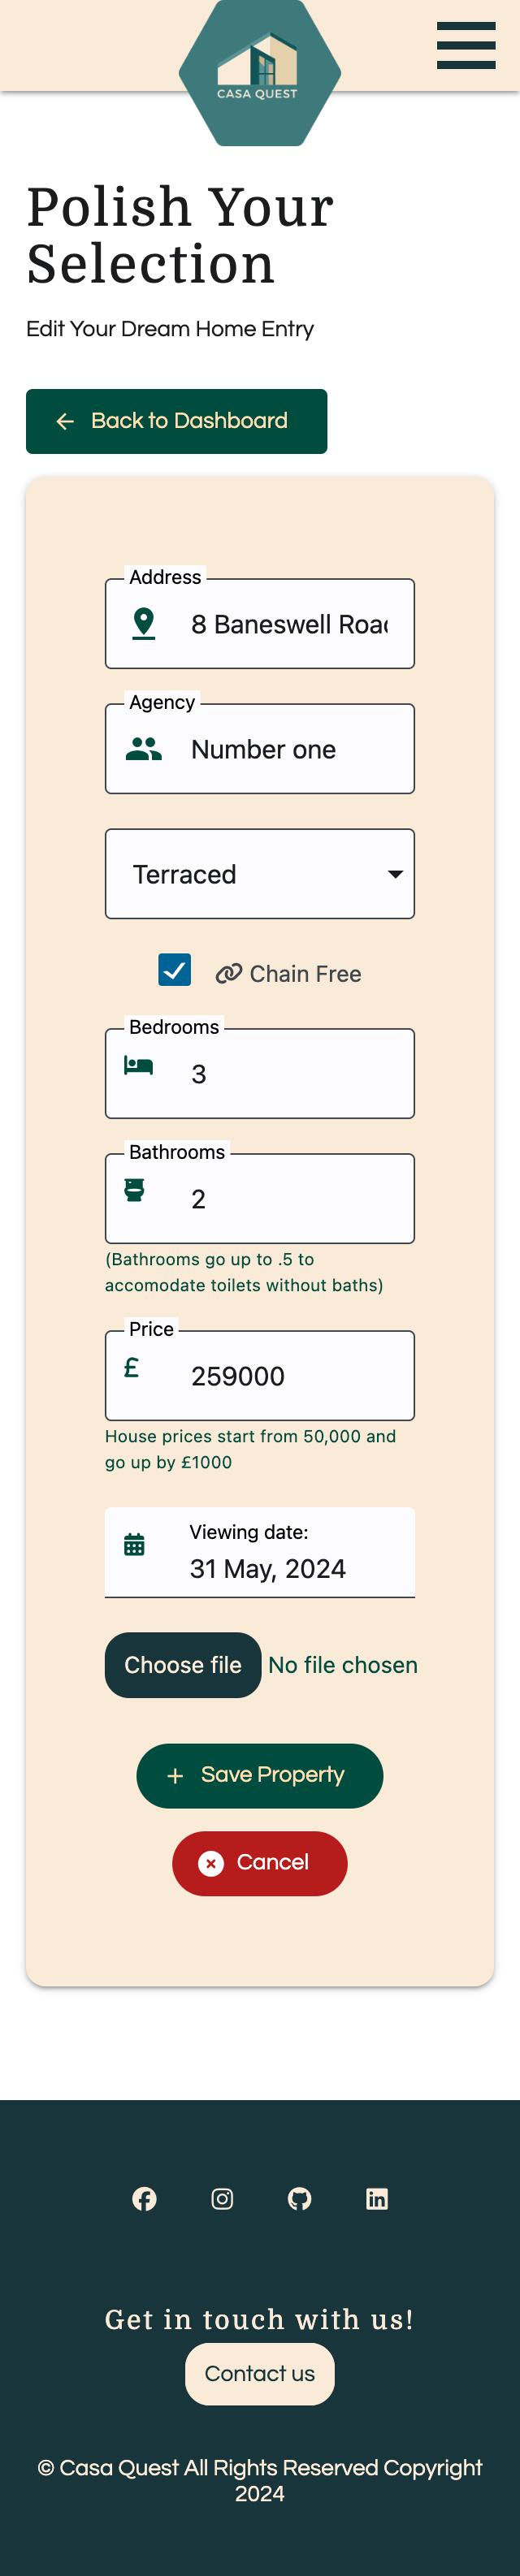 CASA QUEST
Polish Your
Selection
Edit Your Dream Home Entry
Back to Dashboard
Address
8 Baneswell Road
Agency
Number one
Terraced
Chain Free
Bedrooms
3
Bathrooms
2
(Bathrooms go up to .5 to
accomodate toilets without baths)
Price
£
259000
House prices start from 50,000 and
go up by £1000
Viewing date:
31 May, 2024
Choose file No file chosen
Save Property
Cancel
Get in touch with us!
Contact us
© Casa Quest All Rights Reserved Copyright
2024